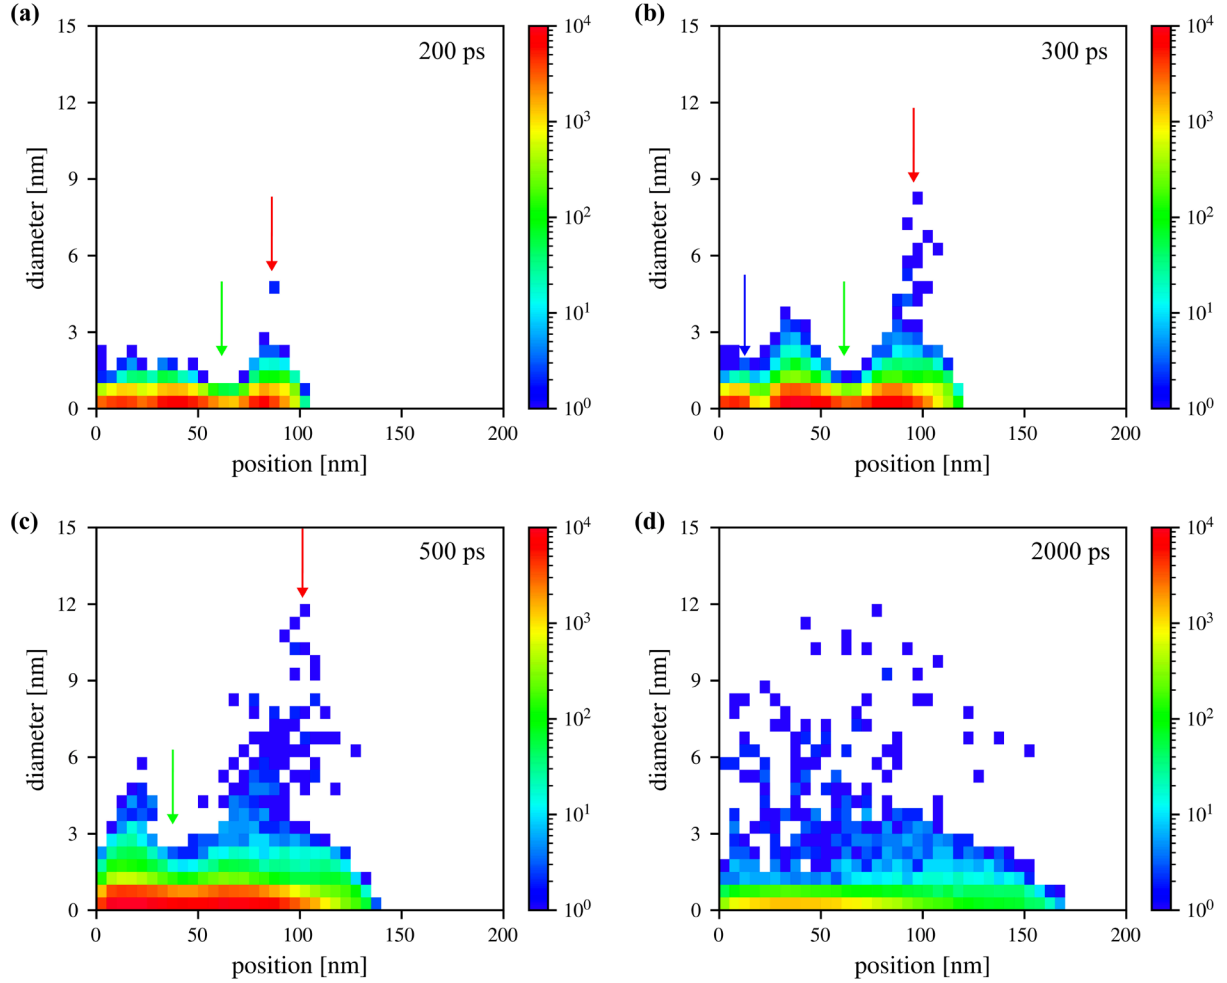 (a)
200 ps
15
12
9
6
3
0
diameter [nm]
0 50 100 150 200
position [nm]
10^4
10^3
10^2
10^1
10^0
(b)
300 ps
15
12
9
6
3
0
diameter [nm]
0 50 100 150 200
position [nm]
10^4
10^3
10^2
10^1
10^0
(c)
500 ps
15
12
9
6
3
0
diameter [nm]
0 50 100 150 200
position [nm]
10^4
10^3
10^2
10^1
10^0
(d)
2000 ps
15
12
9
6
3
0
diameter [nm]
0 50 100 150 200
position [nm]
10^4
10^3
10^2
10^1
10^0